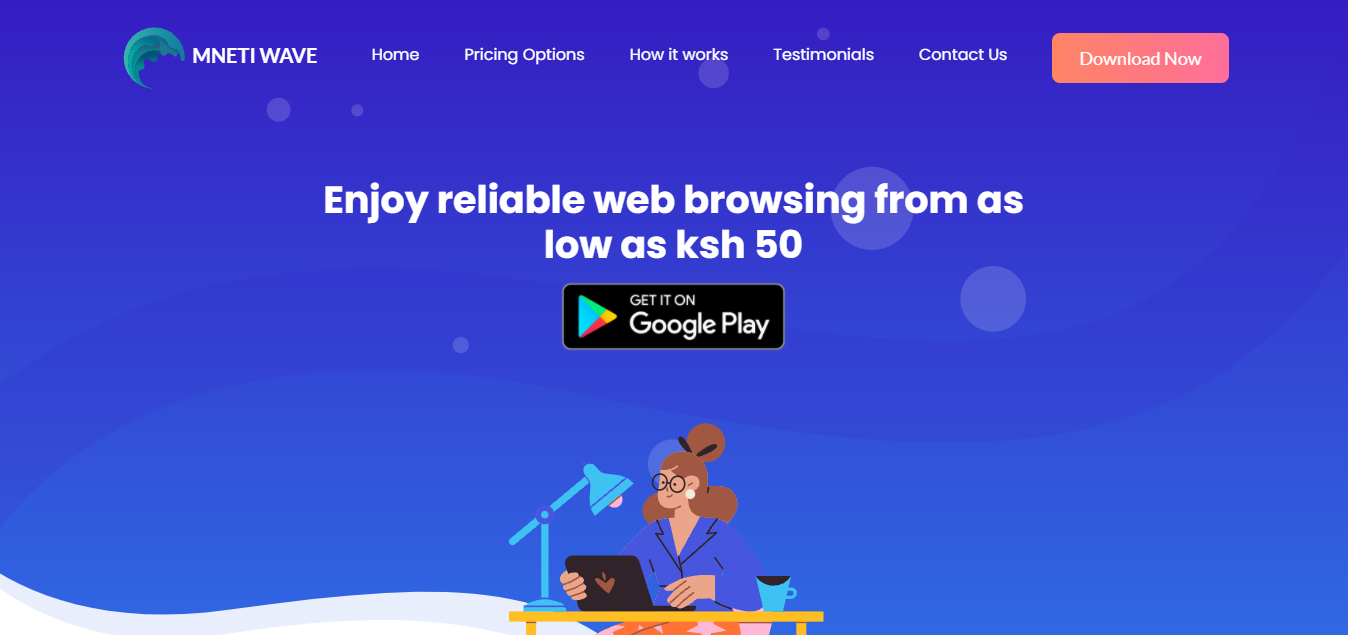 MNETI WAVE Home Pricing Options How it works Testimonials Contact Us Download Now
Enjoy reliable web browsing from as
low as ksh 50
GET IT ON
Google Play